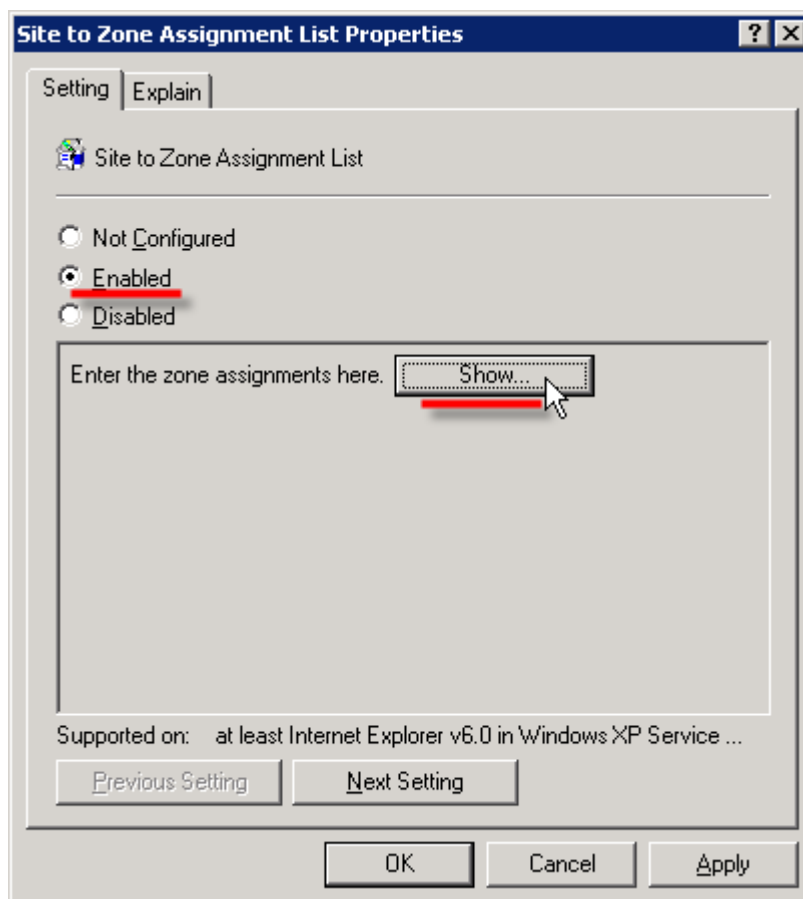 Site to Zone Assignment List Properties
Setting Explain
Site to Zone Assignment List
Not Configured
Enabled
Disabled
Enter the zone assignments here. Show...
Supported on: at least Internet Explorer v6.0 in Windows XP Service ...
Previous Setting Next Setting
OK Cancel Apply